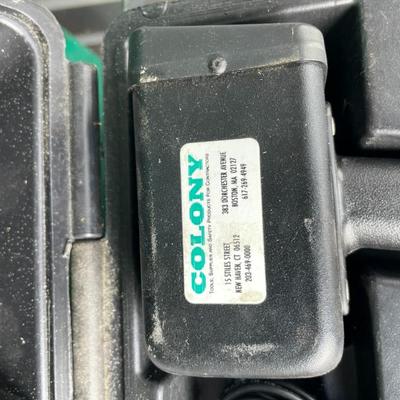 COLONY
TOOLS, SUPPLIES AND SAFETY PRODUCTS FOR CONTRACTORS
15 STILES STREET
NEW HAVEN, CT 06512
203-469-0000
383 DORCHESTER AVENUE
BOSTON, MA 02127
617-269-4949